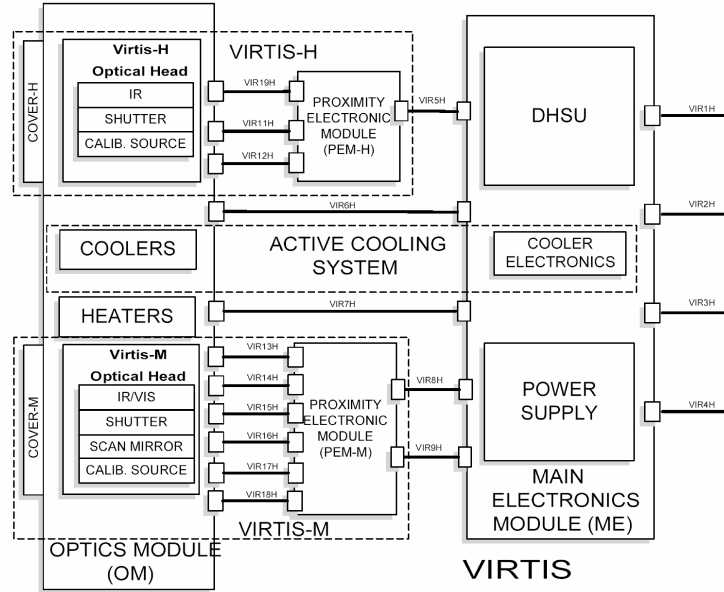 Virtis-H
VIRTIS-H
Optical Head
IR
SHUTTER
CALIB. SOURCE
COVER-H
VIR19H
VIR11H
VIR12H
PROXIMITY
ELECTRONIC
MODULE
(PEM-H)
VIR5H
DHSU
VIR1H
VIR6H
VIR2H
COOLERS
ACTIVE COOLING
SYSTEM
COOLER
ELECTRONICS
HEATERS
VIR7H
VIR3H
Virtis-M
Optical Head
IR/VIS
SHUTTER
SCAN MIRROR
CALIB. SOURCE
COVER-M
VIR13H
VIR14H
VIR15H
VIR16H
VIR17H
VIR18H
PROXIMITY
ELECTRONIC
MODULE
(PEM-M)
VIR8H
VIR9H
POWER
SUPPLY
VIR4H
MAIN
ELECTRONICS
MODULE (ME)
VIRTIS-M
OPTICS MODULE
(OM)
VIRTIS